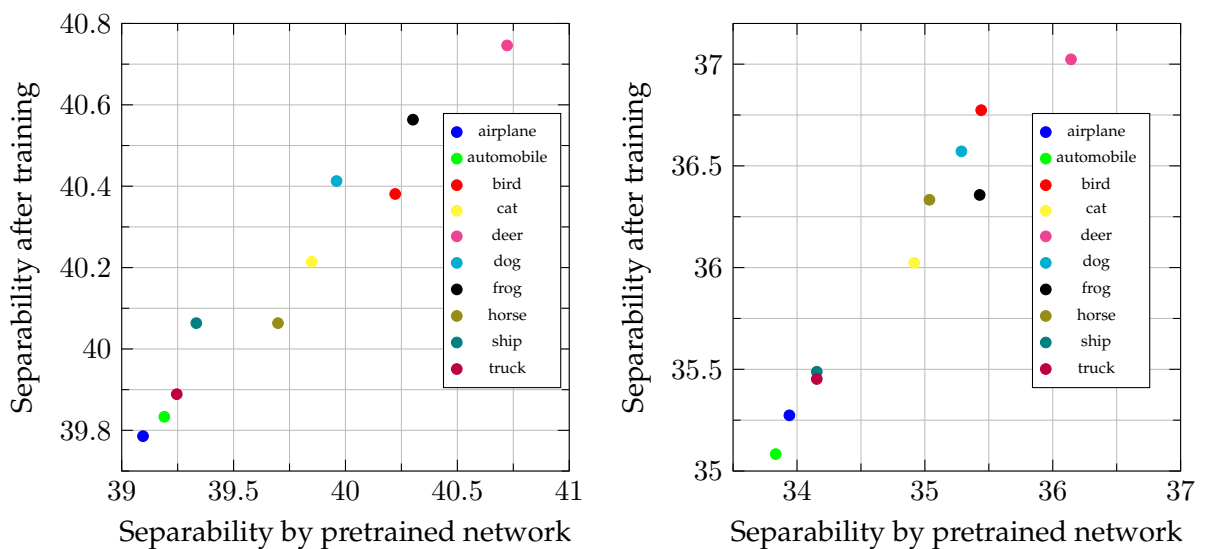 40.8
40.6
40.4
40.2
40
39.8
39
39.5
40
40.5
41
Separability after training
Separability by pretrained network
airplane
automobile
bird
cat
deer
dog
frog
horse
ship
truck
37
36.5
36
35.5
35
34
35
36
37
Separability after training
Separability by pretrained network
airplane
automobile
bird
cat
deer
dog
frog
horse
ship
truck